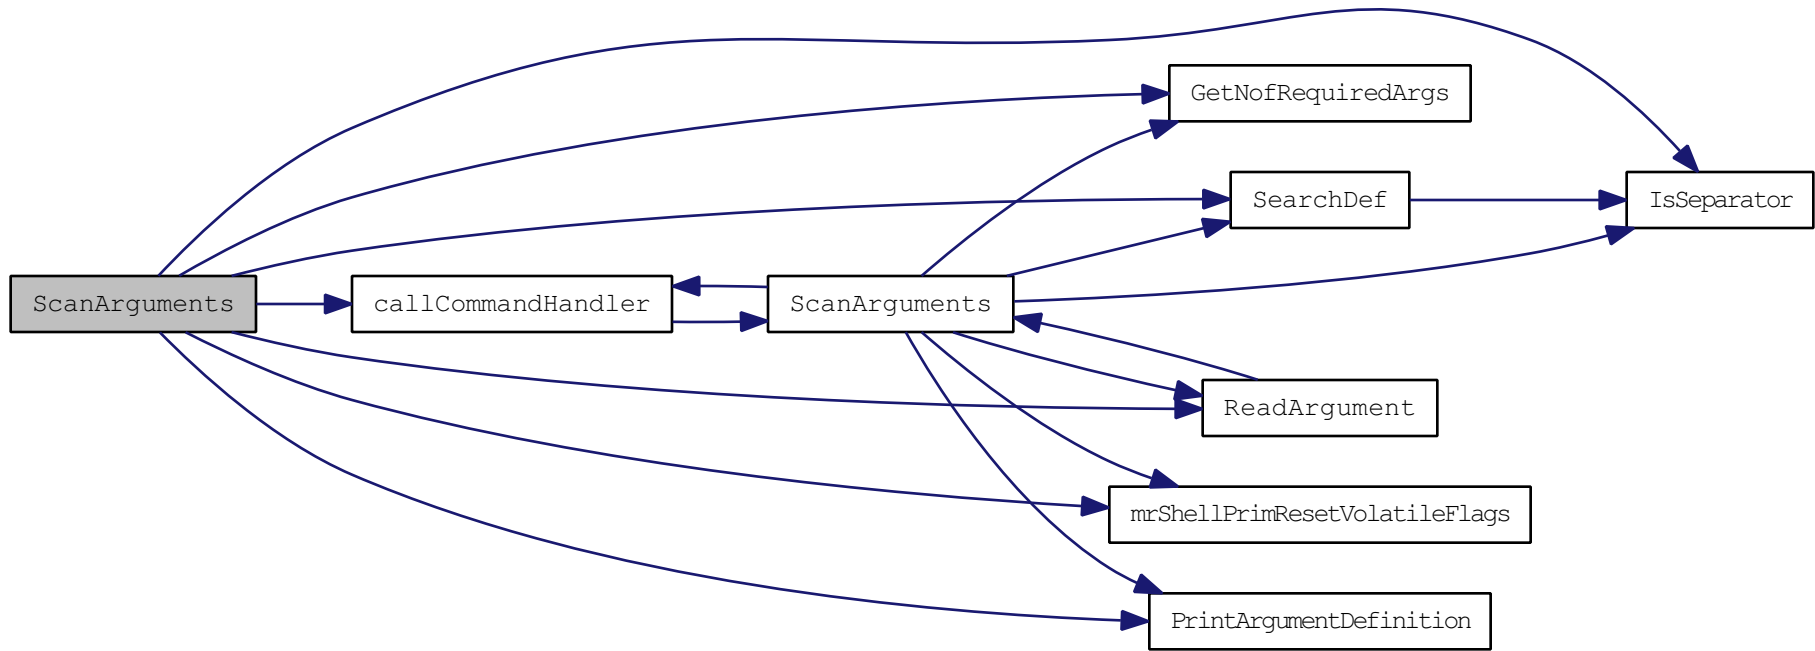 GetNofRequiredArgs
SearchDef
IsSeparator
ScanArguments
callCommandHandler
ScanArguments
ReadArgument
mrShellPrimResetVolatileFlags
PrintArgumentDefinition